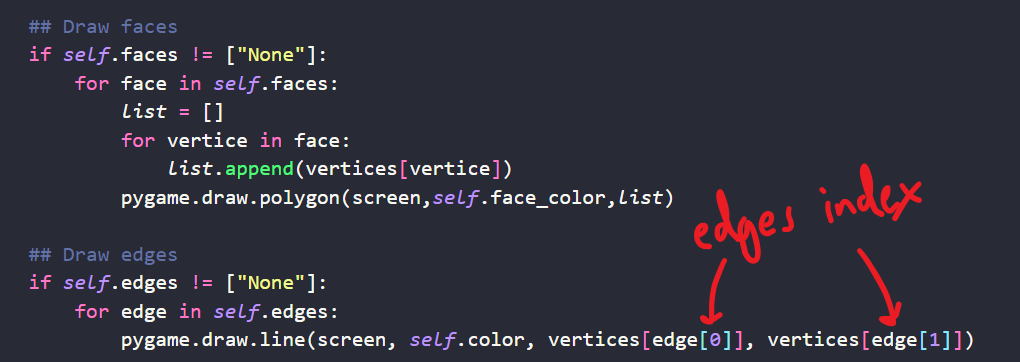 ## Draw faces
if self.faces != ["None"]:
    for face in self.faces:
        list = []
        for vertice in face:
            list.append(vertices[vertice])
        pygame.draw.polygon(screen,self.face_color,list)
edges index
## Draw edges
if self.edges != ["None"]:
    for edge in self.edges:
        pygame.draw.line(screen, self.color, vertices[edge[0]], vertices[edge[1]])